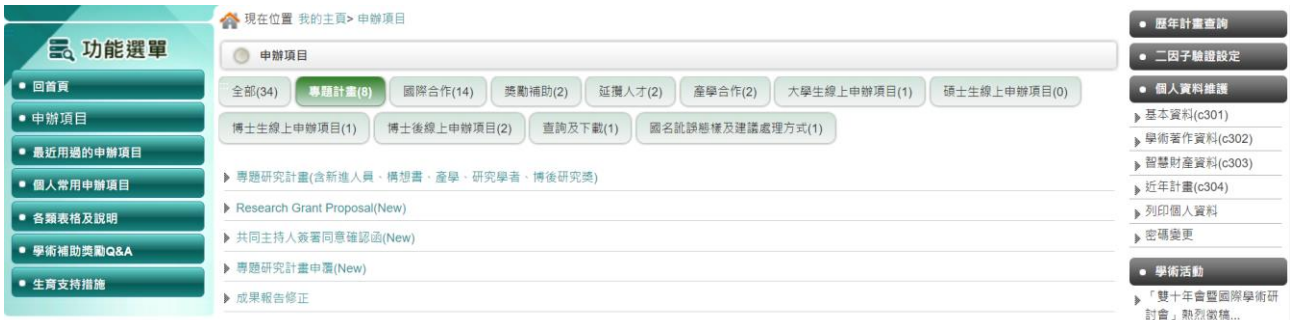 功能選單
回首頁
申辦項目
最近用過的申辦項目
個人常用申辦項目
各類表格及說明
學術補助獎勵Q&A
生育支持措施
現在位置 我的主頁> 申辦項目
申辦項目
全部(34) 專題計畫(8) 國際合作(14) 獎勵補助(2) 延攬人才(2) 產學合作(2) 大學生線上申辦項目(1) 碩士生線上申辦項目(0)
博士生線上申辦項目(1) 博士後線上申辦項目(2) 查詢及下載(1) 國名訛誤態樣及建議處理方式(1)
專題研究計畫(含新進人員、構想書、產學、研究學者、博後研究獎)
Research Grant Proposal(New)
共同主持人簽署同意確認函(New)
專題研究計畫申覆(New)
成果報告修正
歷年計畫查詢
二因子驗證設定
個人資料維護
基本資料(c301)
學術著作資料(c302)
智慧財產資料(c303)
近年計畫(c304)
列印個人資料
密碼變更
學術活動
「雙十年會暨國際學術研
討會」熱烈徵稿...